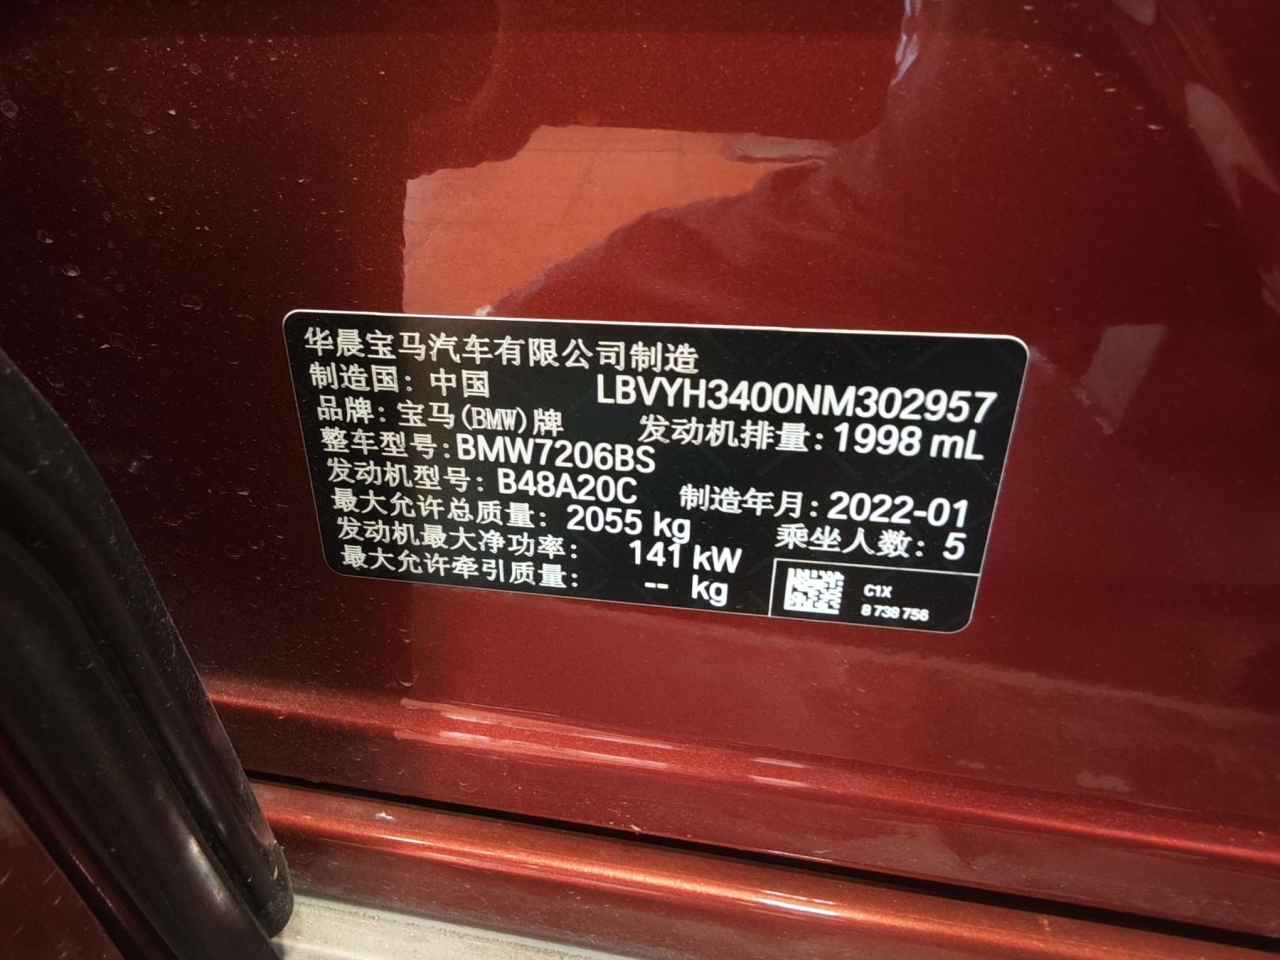 华晨宝马汽车有限公司制造
制造国：中国 LBVYH3400NM302957
品牌：宝马(BMW)牌 发动机排量：1998 mL
整车型号：BMW7206BS
发动机型号：B48A20C 制造年月：2022-01
最大允许总质量：2055 kg 乘坐人数：5
发动机最大净功率：141 kW
最大允许牵引质量：-- kg
C1X
8 738 756